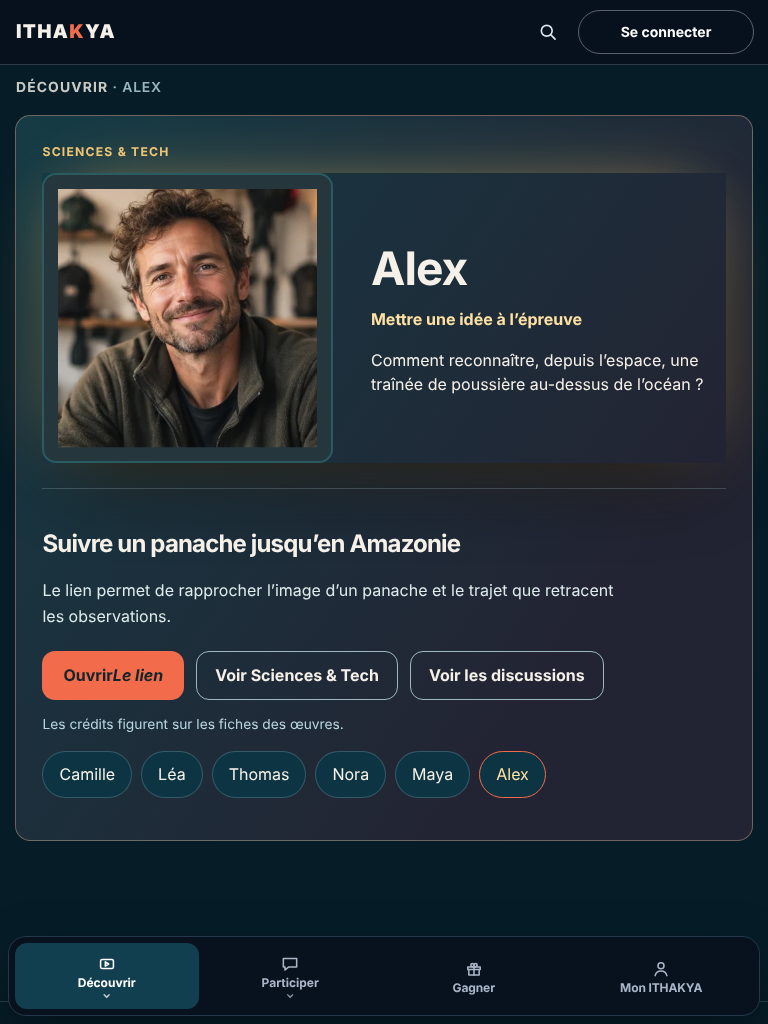 ITHAKYA
Se connecter
DÉCOUVRIR · ALEX
SCIENCES & TECH
Alex
Mettre une idée à l’épreuve
Comment reconnaître, depuis l’espace, une
traînée de poussière au-dessus de l’océan ?
Suivre un panache jusqu’en Amazonie
Le lien permet de rapprocher l’image d’un panache et le trajet que retracent
les observations.
OuvrirLe lien
Voir Sciences & Tech
Voir les discussions
Les crédits figurent sur les fiches des œuvres.
Camille
Léa
Thomas
Nora
Maya
Alex
Découvrir
Participer
Gagner
Mon ITHAKYA